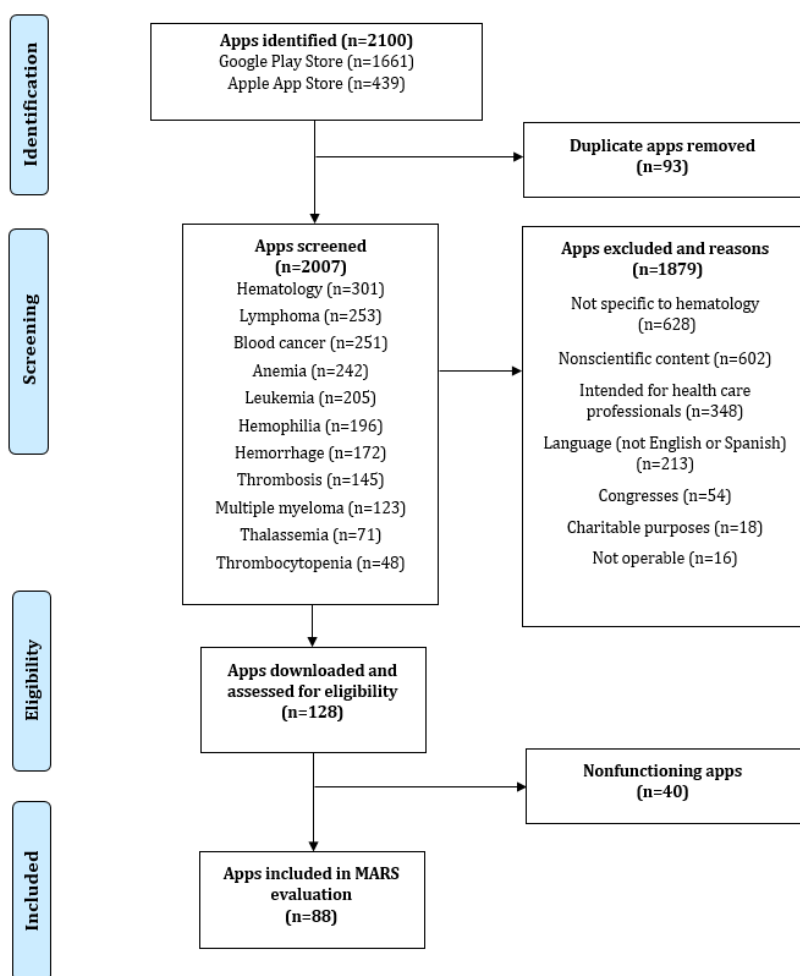 Identification
Apps identified (n=2100)
Google Play Store (n=1661)
Apple App Store (n=439)
Duplicate apps removed
(n=93)
Screening
Apps screened
(n=2007)
Hematology (n=301)
Lymphoma (n=253)
Blood cancer (n=251)
Anemia (n=242)
Leukemia (n=205)
Hemophilia (n=196)
Hemorrhage (n=172)
Thrombosis (n=145)
Multiple myeloma (n=123)
Thalassemia (n=71)
Thrombocytopenia (n=48)
Apps excluded and reasons
(n=1879)
Not specific to hematology
(n=628)
Nonscientific content (n=602)
Intended for health care
professionals (n=348)
Language (not English or Spanish)
(n=213)
Congresses (n=54)
Charitable purposes (n=18)
Not operable (n=16)
Eligibility
Apps downloaded and
assessed for eligibility
(n=128)
Nonfunctioning apps
(n=40)
Included
Apps included in MARS
evaluation
(n=88)